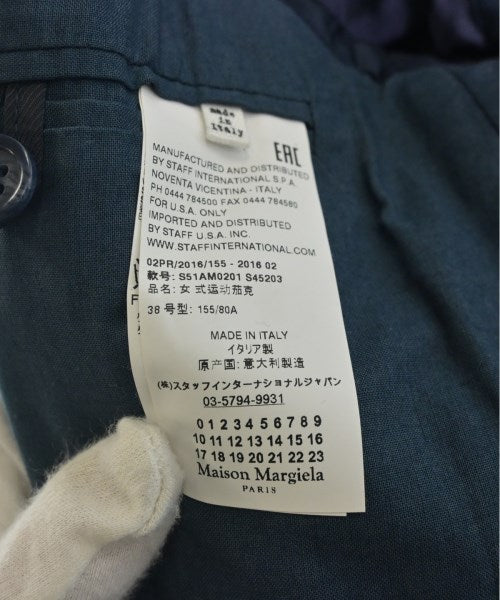 made
in
italy
EAC
MANUFACTURED AND DISTRIBUTED
BY STAFF INTERNATIONAL S.P.A.
NOVENTA VICENTINA - ITALY
PH 0444 784500 FAX 0444 784580
FOR U.S.A. ONLY
IMPORTED AND DISTRIBUTED
BY STAFF U.S.A. INC.
WWW.STAFFINTERNATIONAL.COM
02PR/2016/155 - 2016 02
款号: S51AM0201 S45203
品名: 女 式运动茄克
38 号型: 155/80A
MADE IN ITALY
イタリア製
原产国: 意大利製造
(株)スタッフインターナショナルジャパン
03-5794-9931
0 1 2 3 4 5 6 7 8 9
10 11 12 13 14 15 16
17 18 19 20 21 22 23
Maison Margiela
PARIS